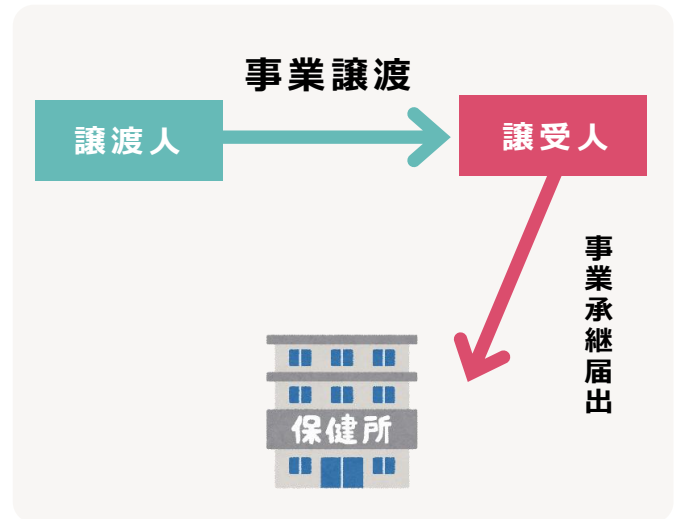 事業譲渡
譲渡人
譲受人
事業承継届出
保健所